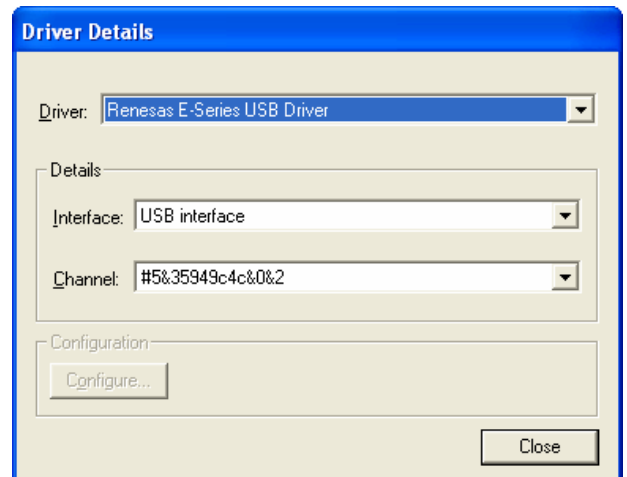 Driver Details
Driver: Renesas E-Series USB Driver
Details
Interface: USB interface
Channel: #5&35949c4c&0&2
Configuration
Configure...
Close